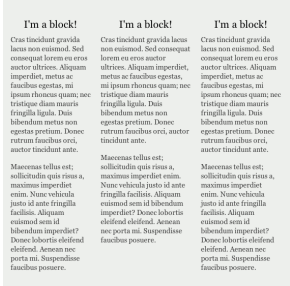 I'm a block!
Cras tincidunt gravida
lacus non euismod. Sed
consequat lorem eu eros
auctor ultrices. Aliquam
imperdiet, metus ac
faucibus egestas, mi
ipsum rhoncus quam; nec
tristique diam mauris
fringilla ligula. Duis
bibendum metus non
egestas pretium. Donec
rutrum faucibus orci,
auctor tincidunt ante.
Maecenas tellus est;
sollicitudin quis risus a,
maximus imperdiet
enim. Nunc vehicula
justo id ante fringilla
facilisis. Aliquam
euismod sem id
bibendum imperdiet?
Donec lobortis eleifend
eleifend. Aenean nec
porta mi. Suspendisse
faucibus posuere.
I'm a block!
Cras tincidunt gravida lacus
non euismod. Sed consequat
lorem eu eros auctor
ultrices. Aliquam imperdiet,
metus ac faucibus egestas,
mi ipsum rhoncus quam; nec
tristique diam mauris
fringilla ligula. Duis
bibendum metus non
egestas pretium. Donec
rutrum faucibus orci, auctor
tincidunt ante.
Maecenas tellus est;
sollicitudin quis risus a,
maximus imperdiet enim.
Nunc vehicula justo id ante
fringilla facilisis. Aliquam
euismod sem id bibendum
imperdiet? Donec lobortis
eleifend eleifend. Aenean
nec porta mi. Suspendisse
faucibus posuere.
I'm a block!
Cras tincidunt gravida
lacus non euismod. Sed
consequat lorem eu eros
auctor ultrices. Aliquam
imperdiet, metus ac
faucibus egestas, mi
ipsum rhoncus quam; nec
tristique diam mauris
fringilla ligula. Duis
bibendum metus non
egestas pretium. Donec
rutrum faucibus orci,
auctor tincidunt ante.
Maecenas tellus est;
sollicitudin quis risus a,
maximus imperdiet
enim. Nunc vehicula
justo id ante fringilla
facilisis. Aliquam
euismod sem id
bibendum imperdiet?
Donec lobortis eleifend
eleifend. Aenean nec
porta mi. Suspendisse
faucibus posuere.